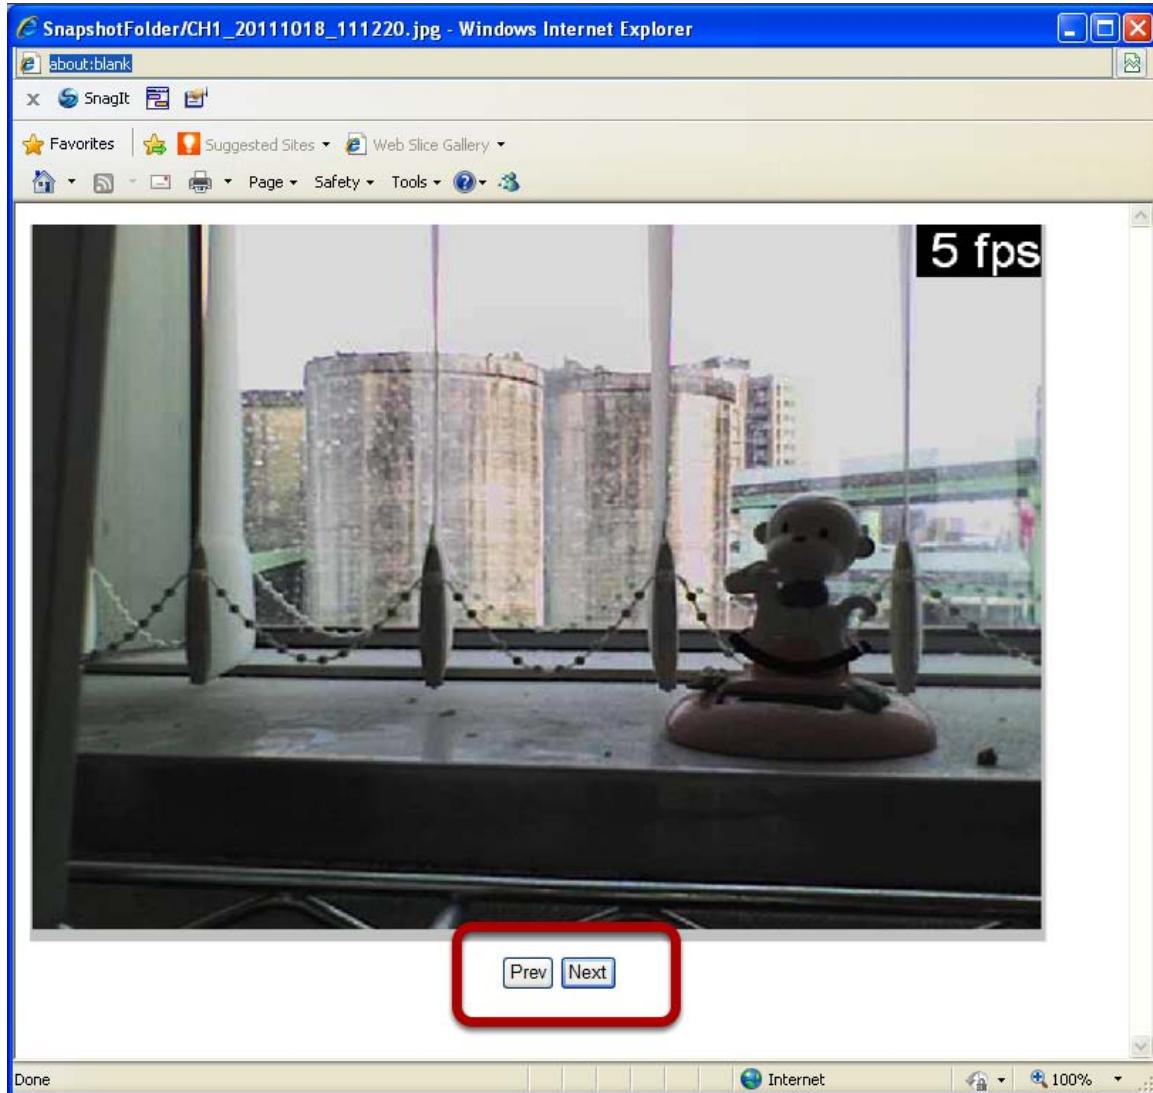 SnapshotFolder/CH1_20111018_111220.jpg - Windows Internet Explorer
about:blank
x SnagIt
Favorites Suggested Sites Web Slice Gallery
Page Safety Tools
5 fps
Prev Next
Done Internet 100%